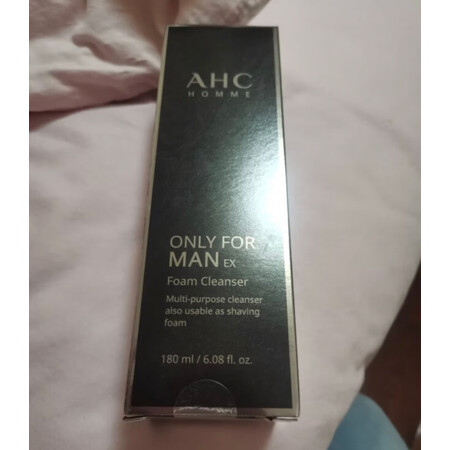 AHC
HOMME
ONLY FOR
MAN EX
Foam Cleanser
Multi-purpose cleanser
also usable as shaving
foam
180 ml / 6.08 fl. oz.